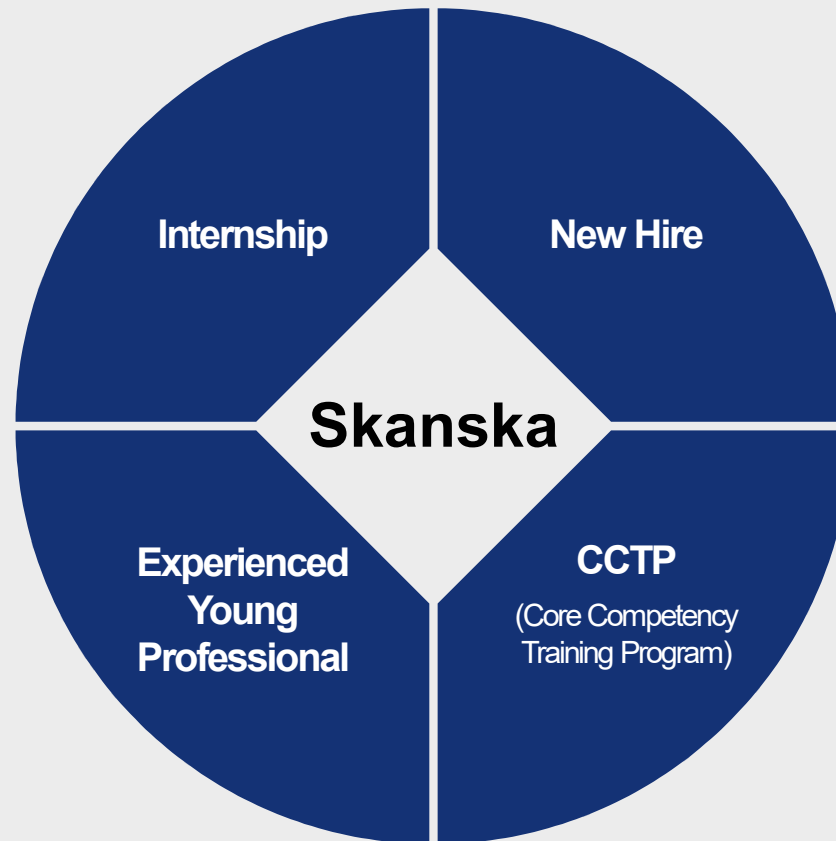 Internship
New Hire
Skanska
Experienced
Young
Professional
CCTP
(Core Competency
Training Program)